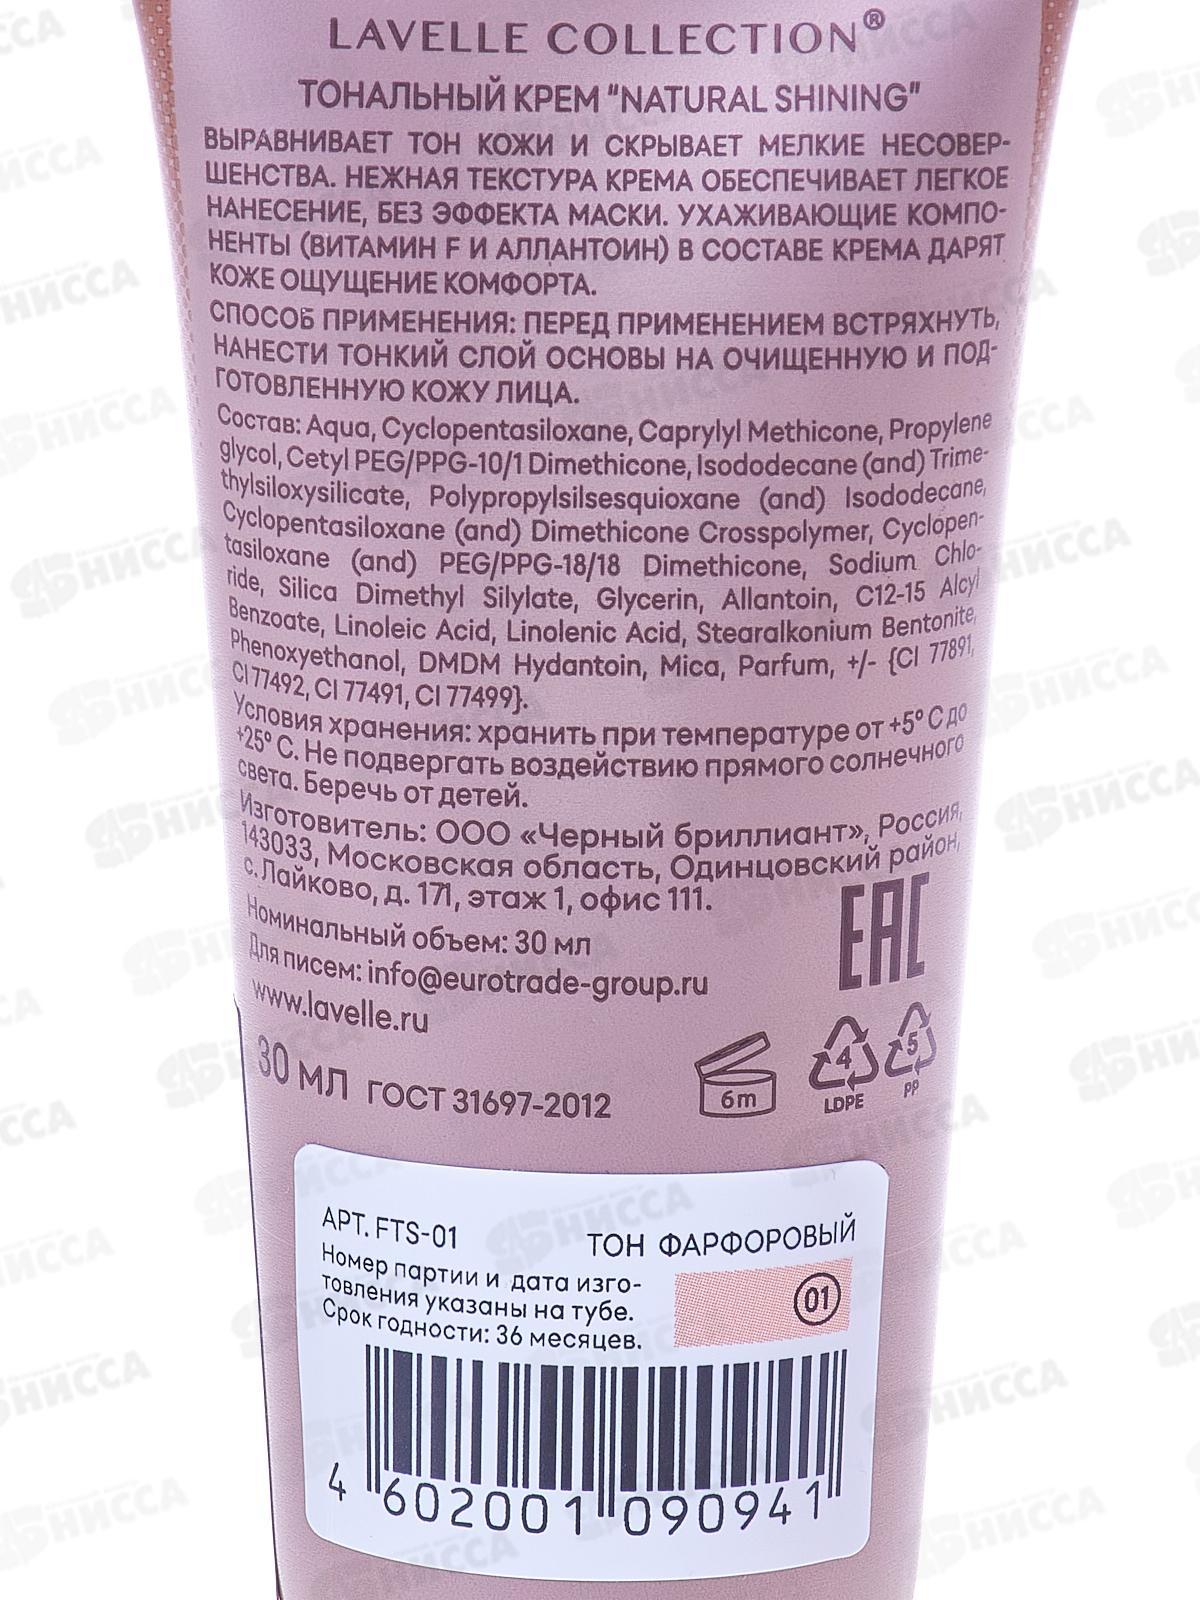 LAVELLE COLLECTION®
ТОНАЛЬНЫЙ КРЕМ "NATURAL SHINING"
ВЫРАВНИВАЕТ ТОН КОЖИ И СКРЫВАЕТ МЕЛКИЕ НЕСОВЕР-
ШЕНСТВА. НЕЖНАЯ ТЕКСТУРА КРЕМА ОБЕСПЕЧИВАЕТ ЛЕГКОЕ
НАНЕСЕНИЕ, БЕЗ ЭФФЕКТА МАСКИ. УХАЖИВАЮЩИЕ КОМПО-
НЕНТЫ (ВИТАМИН F И АЛЛАНТОИН) В СОСТАВЕ КРЕМА ДАРЯТ
КОЖЕ ОЩУЩЕНИЕ КОМФОРТА.
СПОСОБ ПРИМЕНЕНИЯ: ПЕРЕД ПРИМЕНЕНИЕМ ВСТРЯХНУТЬ,
НАНЕСТИ ТОНКИЙ СЛОЙ ОСНОВЫ НА ОЧИЩЕННУЮ И ПОД-
ГОТОВЛЕННУЮ КОЖУ ЛИЦА.
Состав: Aqua, Cyclopentasiloxane, Caprylyl Methicone, Propylene
glycol, Cetyl PEG/PPG-10/1 Dimethicone, Isododecane (and) Trime-
thylsiloxysilicate, Polypropylsilsesquioxane (and) Isododecane,
Cyclopentasiloxane (and) Dimethicone Crosspolymer, Cyclopen-
tasiloxane (and) PEG/PPG-18/18 Dimethicone, Sodium Chlo-
ride, Silica Dimethyl Silylate, Glycerin, Allantoin, C12-15 Alcyl
Benzoate, Linoleic Acid, Linolenic Acid, Stearalkonium Bentonite,
Phenoxyethanol, DMDM Hydantoin, Mica, Parfum, +/- {CI 77891,
CI 77492, CI 77491, CI 77499}.
Условия хранения: хранить при температуре от +5° С до
+25° С. Не подвергать воздействию прямого солнечного
света. Беречь от детей.
Изготовитель: ООО «Черный бриллиант», Россия,
143033, Московская область, Одинцовский район,
с. Лайково, д. 171, этаж 1, офис 111.
Номинальный объем: 30 мл
Для писем: info@eurotrade-group.ru
www.lavelle.ru
EAC
30 МЛ ГОСТ 31697-2012
6m
4
LDPE
5
PP
АРТ. FTS-01
ТОН ФАРФОРОВЫЙ
Номер партии и дата изго-
товления указаны на тубе.
Срок годности: 36 месяцев.
01
4 602001 090941
НИССА